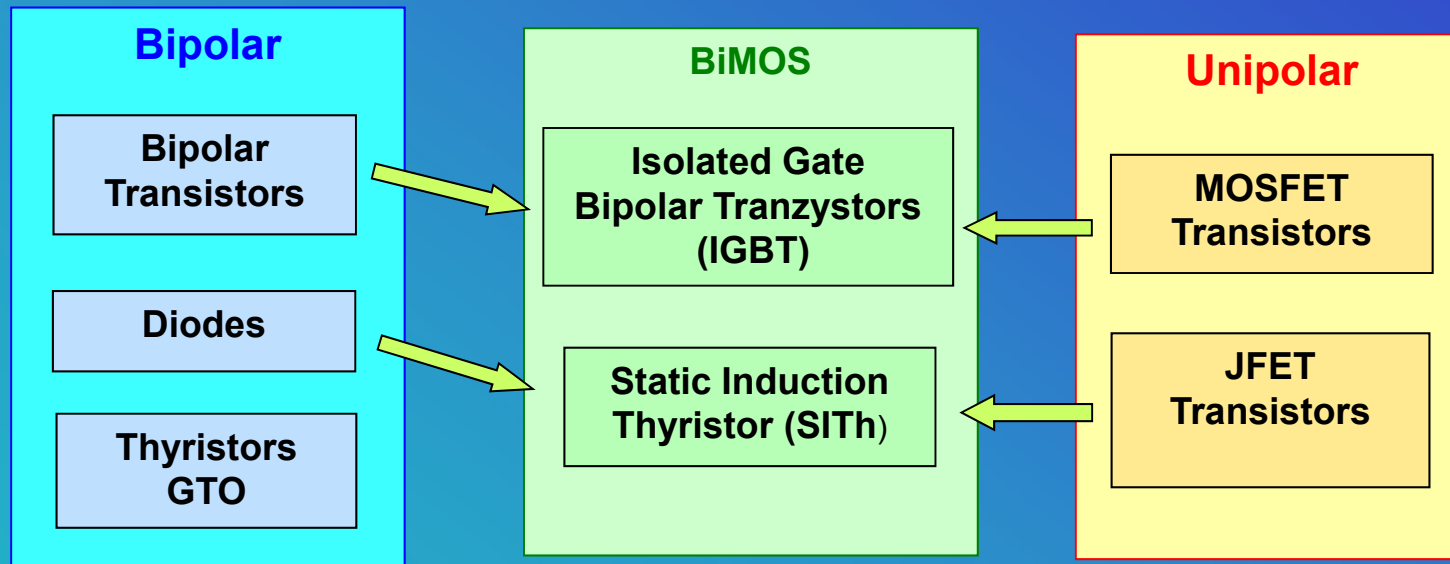 Bipolar
Bipolar
Transistors
Diodes
Thyristors
GTO
BiMOS
Isolated Gate
Bipolar Tranzystors
(IGBT)
Static Induction
Thyristor (SITh)
Unipolar
MOSFET
Transistors
JFET
Transistors